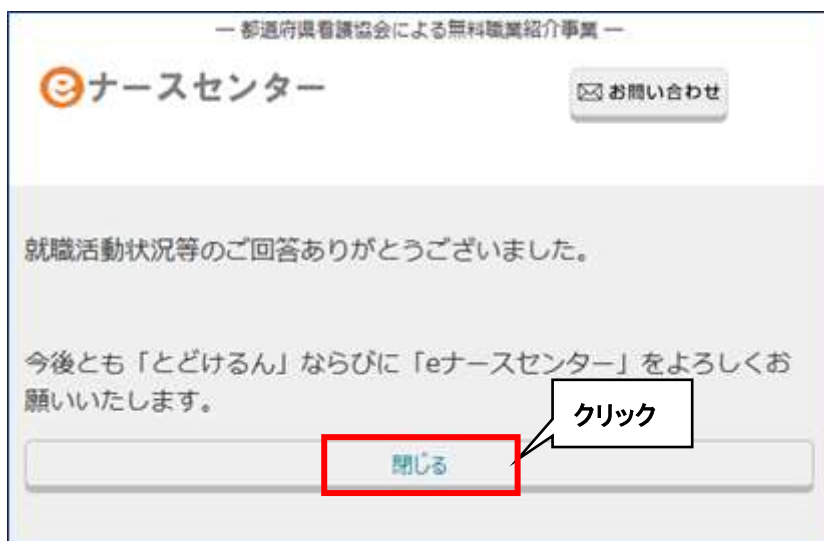 ― 都道府県看護協会による無料職業紹介事業 ―
eナースセンター
お問い合わせ
就職活動状況等のご回答ありがとうございました。
今後とも「とどけるん」ならびに「eナースセンター」をよろしくお
願いいたします。
クリック
閉じる